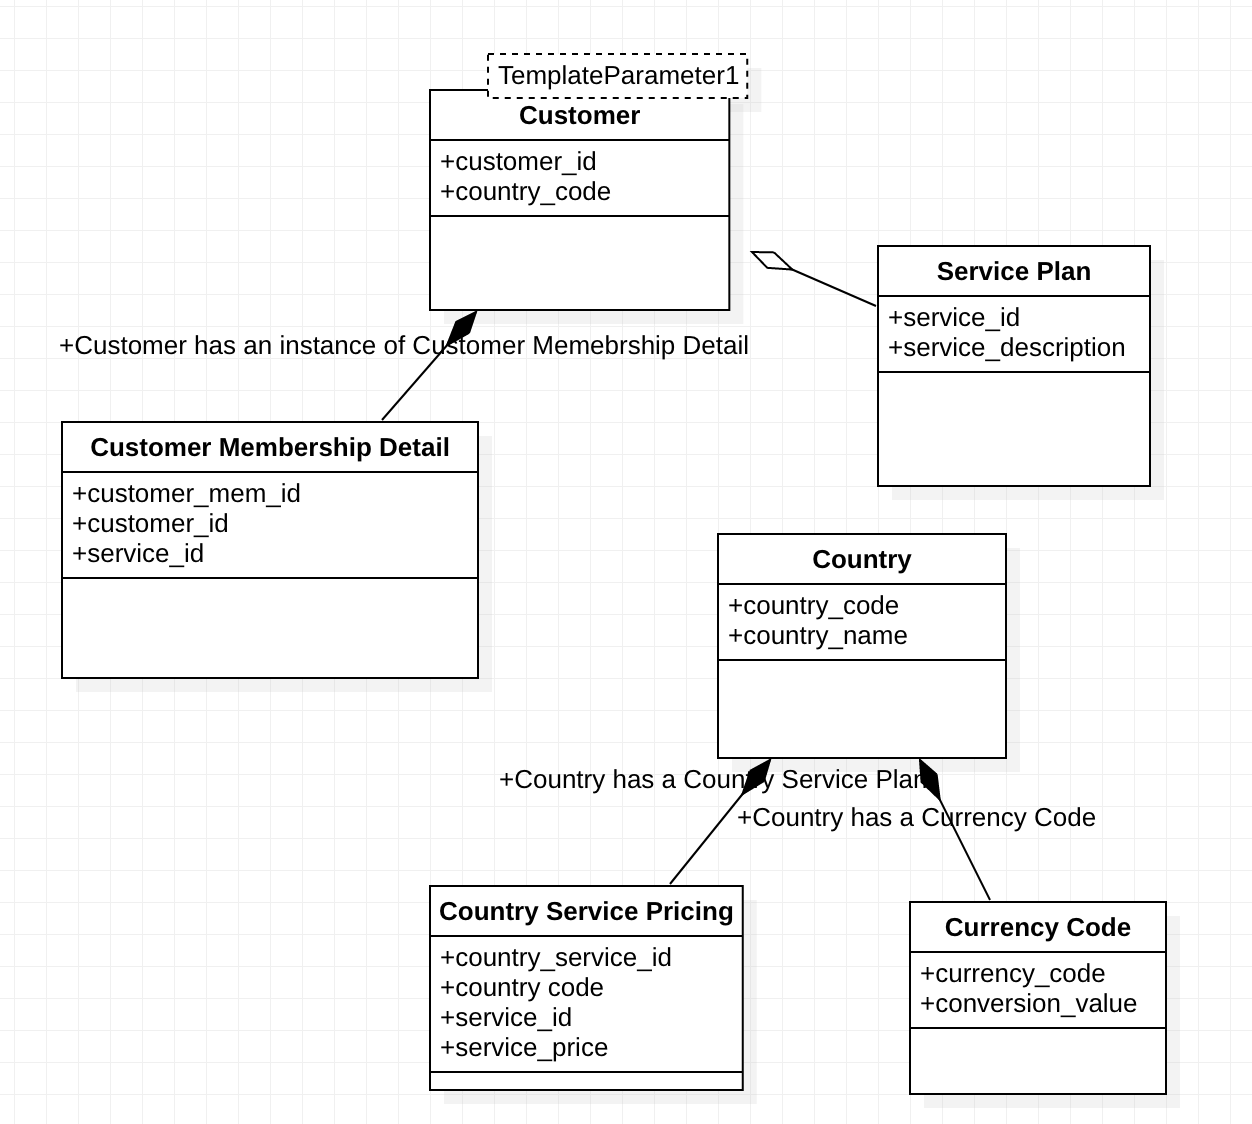 TemplateParameter1
Customer
+customer_id
+country_code
+Customer has an instance of Customer Memebrship Detail
Service Plan
+service_id
+service_description
Customer Membership Detail
+customer_mem_id
+customer_id
+service_id
Country
+country_code
+country_name
+Country has a Country Service Plan
+Country has a Currency Code
Country Service Pricing
+country_service_id
+country code
+service_id
+service_price
Currency Code
+currency_code
+conversion_value